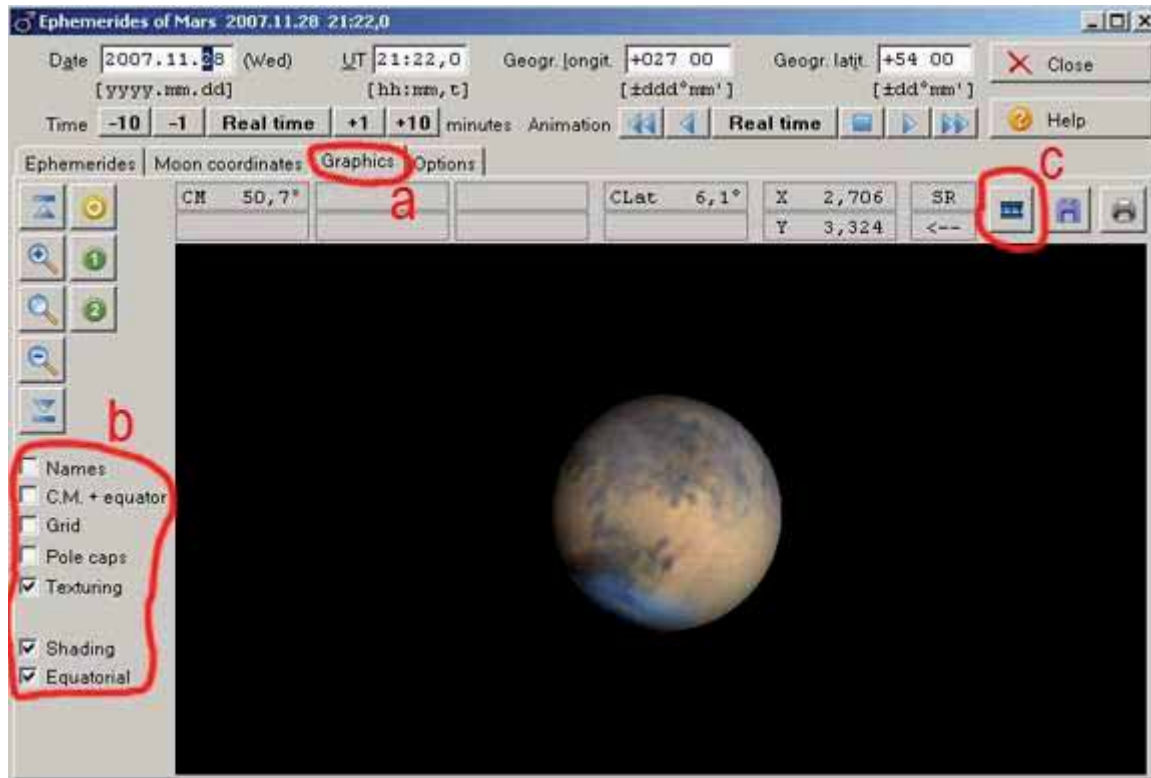 Ephemerides of Mars 2007.11.28 21:22,0
Date 2007.11.28 (Wed) UT 21:22,0 Geogr. longit. +027 00 Geogr. latit. +54 00 Close
[yyyy.mm.dd] [hh:mm,t] [±ddd°mm'] [±dd°mm']
Time -10 -1 Real time +1 +10 minutes Animation Real time Help
Ephemerides Moon coordinates Graphics Options
a
c
CM 50,7° CLat 6,1° X 2,706 SR
Y 3,324 <--
1
2
b
Names
C.M. + equator
Grid
Pole caps
Texturing
Shading
Equatorial